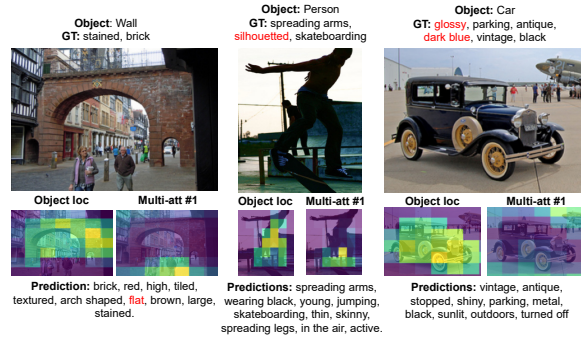 Object: Wall
GT: stained, brick
Object loc
Multi-att #1
Prediction: brick, red, high, tiled,
textured, arch shaped, flat, brown, large,
stained.
Object: Person
GT: spreading arms,
silhouetted, skateboarding
Object loc
Multi-att #1
Predictions: spreading arms,
wearing black, young, jumping,
skateboarding, thin, skinny,
spreading legs, in the air, active.
Object: Car
GT: glossy, parking, antique,
dark blue, vintage, black
Object loc
Multi-att #1
Predictions: vintage, antique,
stopped, shiny, parking, metal,
black, sunlit, outdoors, turned off